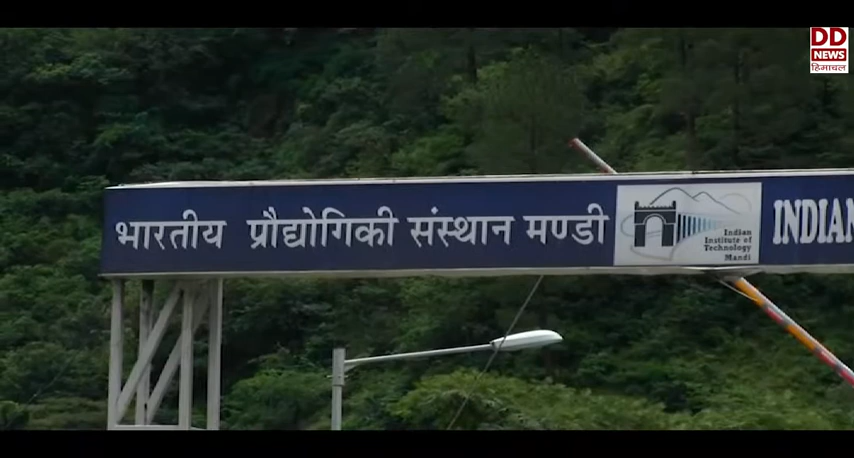 DD
NEWS
हिमाचल
भारतीय प्रौद्योगिकी संस्थान मण्डी
Indian
Institute of
Technology
Mandi
INDIAN